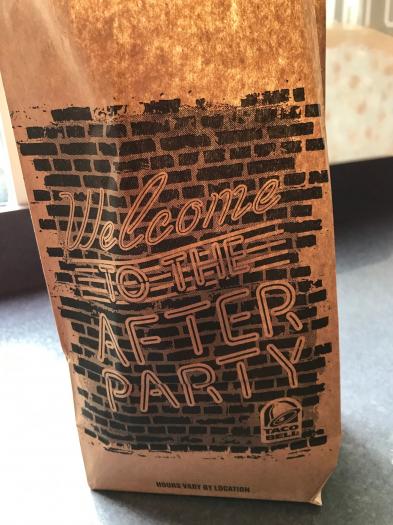 Welcome
TO THE
AFTER
PARTY
TACO
BELL
HOURS VARY BY LOCATION